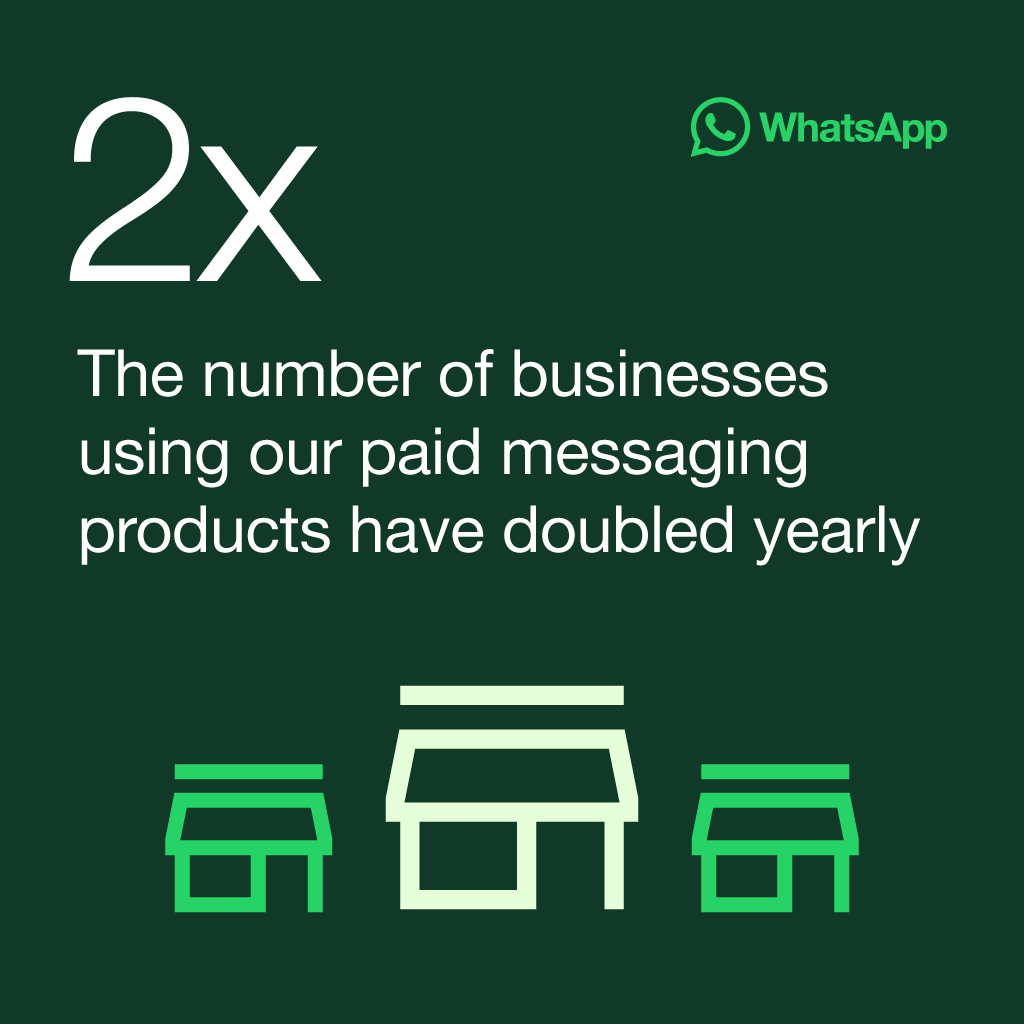 2x
WhatsApp
The number of businesses
using our paid messaging
products have doubled yearly